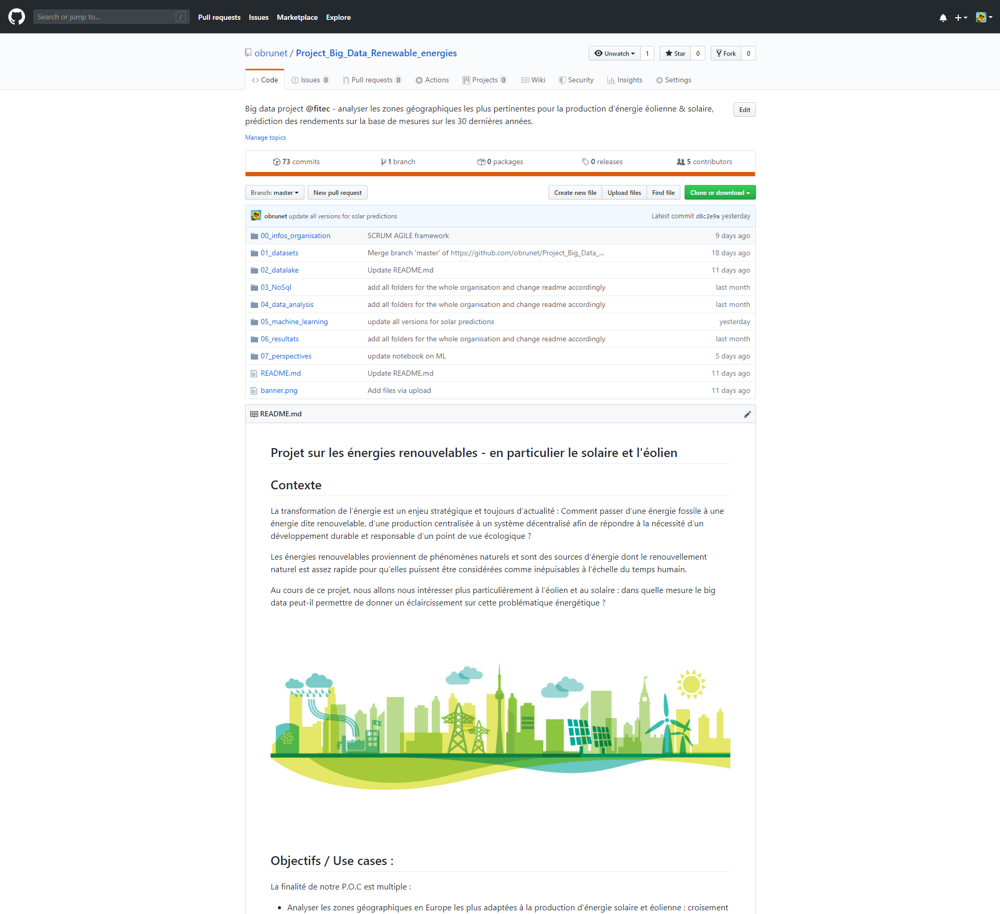 Search or jump to... /
Pull requests Issues Marketplace Explore
obrunet / Project_Big_Data_Renewable_energies
Unwatch 1 Star 0 Fork 0
Code Issues 0 Pull requests 0 Actions Projects 0 Wiki Security Insights Settings
Big data project @fitec - analyser les zones géographiques les plus pertinentes pour la production d'énergie éolienne & solaire,
prédiction des rendements sur la base de mesures sur les 30 dernières années.
Edit
Manage topics
73 commits 1 branch 0 packages 0 releases 5 contributors
Branch: master New pull request Create new file Upload files Find file Clone or download
obrunet update all versions for solar predictions Latest commit d8c2e9a yesterday
00_infos_organisation SCRUM AGILE framework 9 days ago
01_datasets Merge branch 'master' of https://github.com/obrunet/Project_Big_Data_... 18 days ago
02_datalake Update README.md 11 days ago
03_NoSql add all folders for the whole organisation and change readme accordingly last month
04_data_analysis add all folders for the whole organisation and change readme accordingly last month
05_machine_learning update all versions for solar predictions yesterday
06_resultats add all folders for the whole organisation and change readme accordingly last month
07_perspectives update notebook on ML 5 days ago
README.md Update README.md 11 days ago
banner.png Add files via upload 11 days ago
README.md
Projet sur les énergies renouvelables - en particulier le solaire et l'éolien
Contexte
La transformation de l'énergie est un enjeu stratégique et toujours d'actualité : Comment passer d'une énergie fossile à une
énergie dite renouvelable, d'une production centralisée à un système décentralisé afin de répondre à la nécessité d'un
développement durable et responsable d'un point de vue écologique ?
Les énergies renouvelables proviennent de phénomènes naturels et sont des sources d'énergie dont le renouvellement
naturel est assez rapide pour qu'elles puissent être considérées comme inépuisables à l'échelle du temps humain.
Au cours de ce projet, nous allons nous intéresser plus particulièrement à l'éolien et au solaire : dans quelle mesure le big
data peut-il permettre de donner un éclaircissement sur cette problématique énergétique ?
Objectifs / Use cases :
La finalité de notre P.O.C est multiple :
Analyser les zones géographiques en Europe les plus adaptées à la production d'énergie solaire et éolienne : croisement